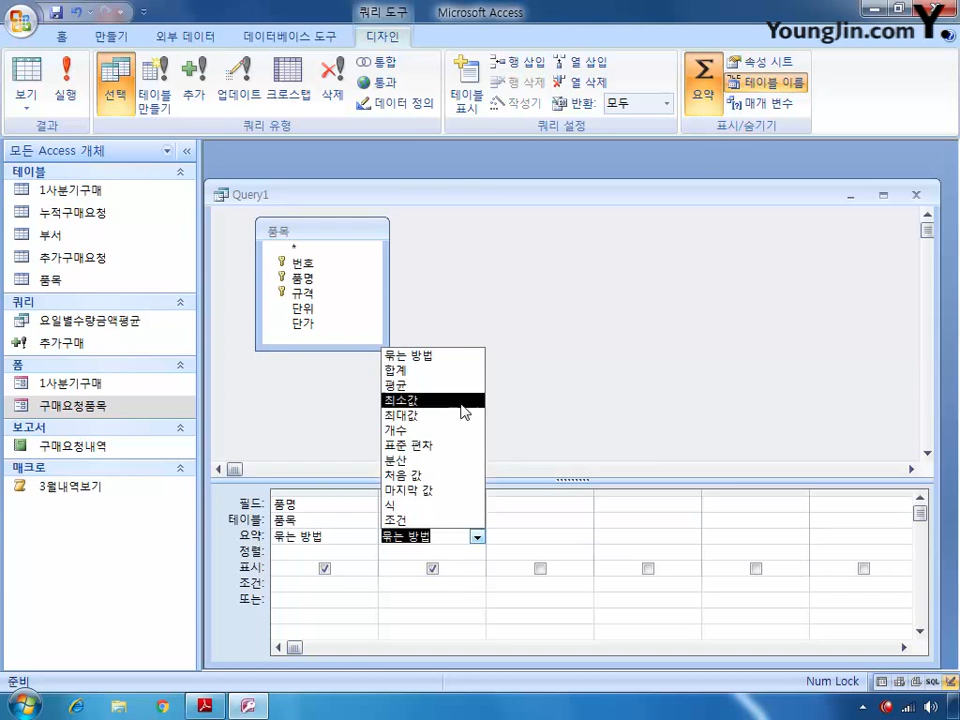 쿼리 도구
Microsoft Access
YoungJin.com Y.
홈
만들기
외부 데이터
데이터베이스 도구
디자인
보기
실행
선택
테이블
만들기
추가
업데이트
크로스탭
삭제
통합
통과
데이터 정의
테이블
표시
행 삽입
행 삭제
작성기
열 삽입
열 삭제
반환: 모두
요약
속성 시트
테이블 이름
매개 변수
결과
쿼리 유형
쿼리 설정
표시/숨기기
모든 Access 개체
테이블
1사분기구매
누적구매요청
부서
추가구매요청
품목
쿼리
요일별수량금액평균
추가구매
폼
1사분기구매
구매요청품목
보고서
구매요청내역
매크로
3월내역보기
Query1
품목
*
번호
품명
규격
단위
단가
묶는 방법
합계
평균
최소값
최대값
개수
표준 편차
분산
처음 값
마지막 값
식
조건
필드: 품명
테이블: 품목
요약: 묶는 방법 묶는 방법
정렬:
표시:
조건:
또는:
준비
Num Lock
SQL